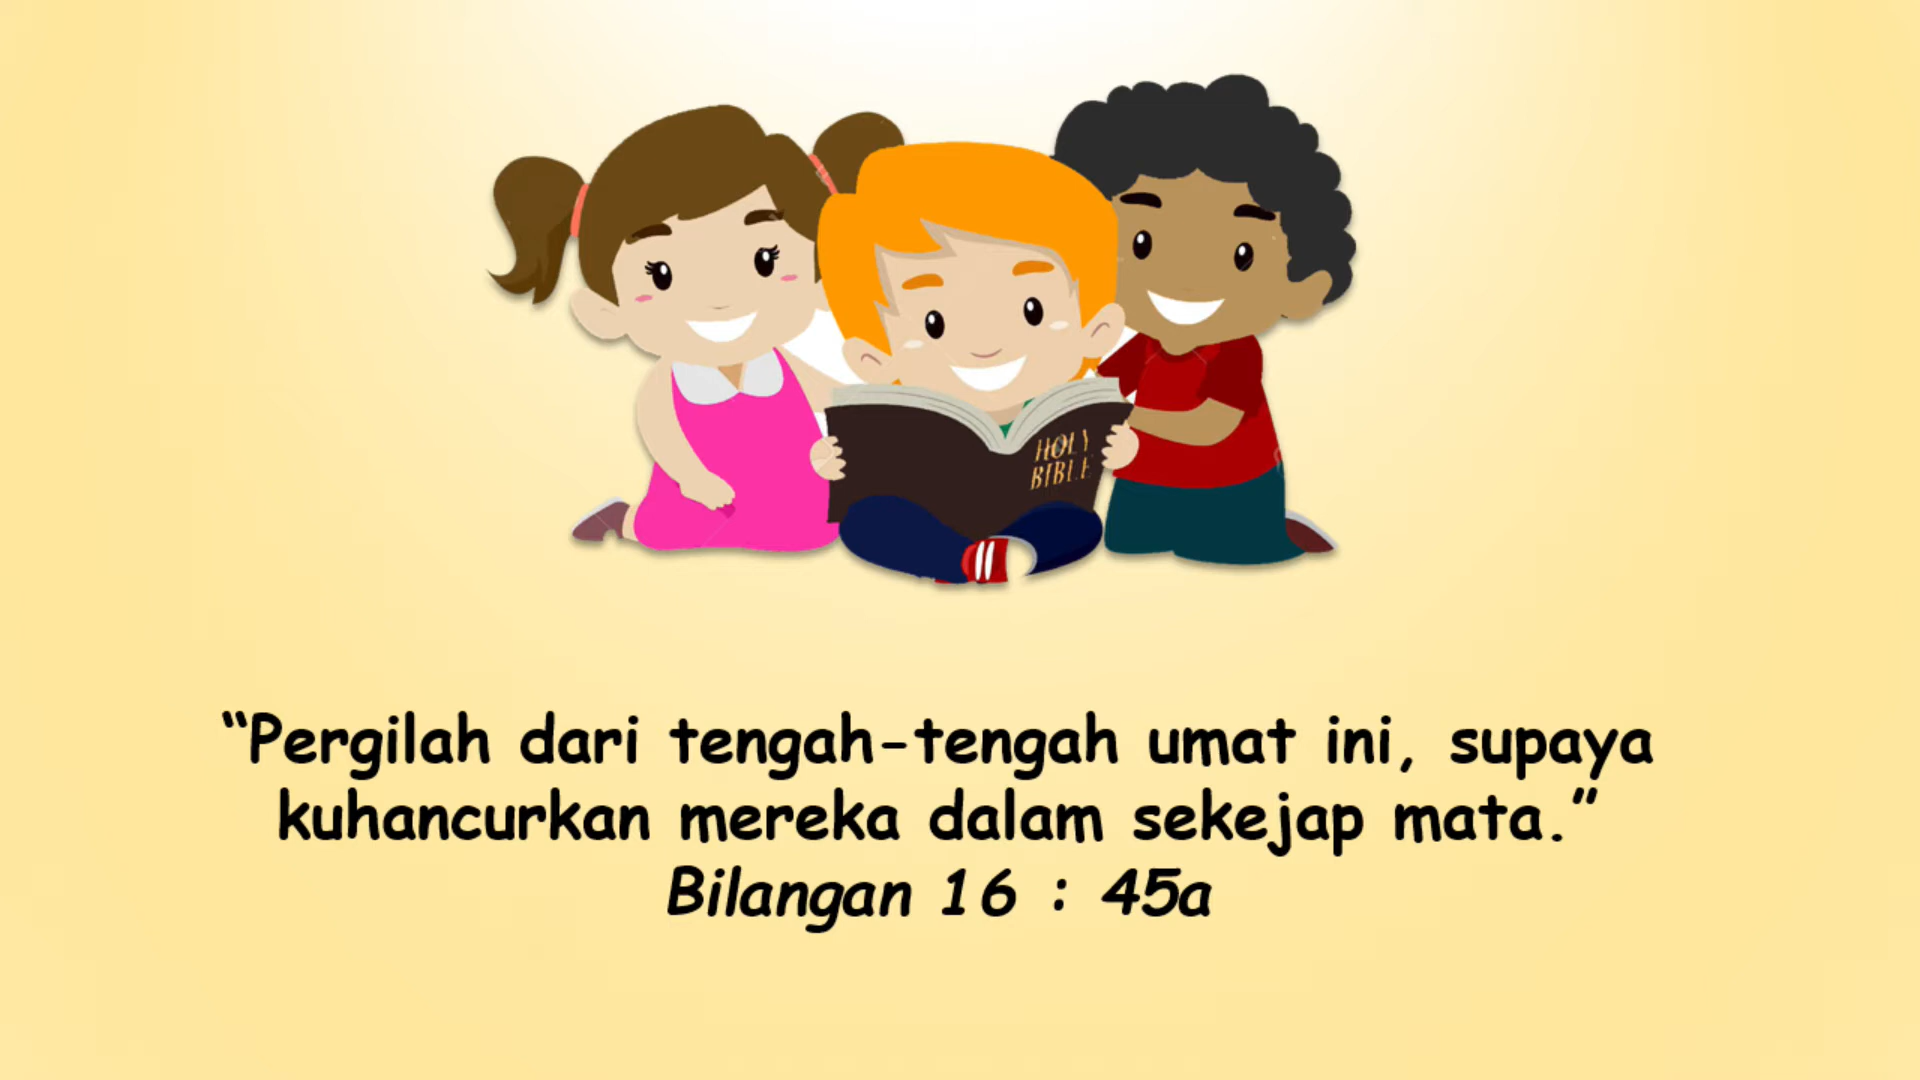 HOLY
BIBLE
“Pergilah dari tengah-tengah umat ini, supaya
kuhancurkan mereka dalam sekejap mata.”
Bilangan 16 : 45a